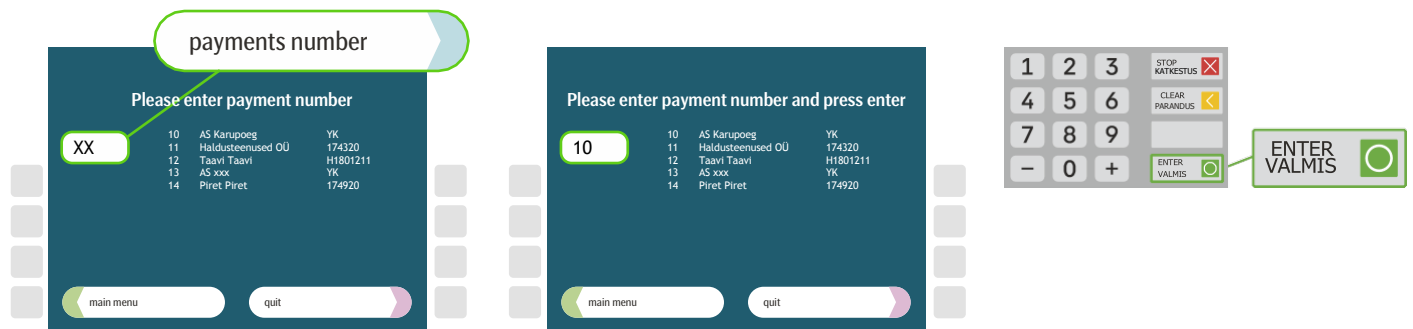 payments number
Please enter payment number
XX
10 AS Karupoeg YK
11 Haldusteenused OÜ 174320
12 Taavi Taavi H1801211
13 AS xxx YK
14 Piret Piret 174920
main menu quit
Please enter payment number and press enter
10
10 AS Karupoeg YK
11 Haldusteenused OÜ 174320
12 Taavi Taavi H1801211
13 AS xxx YK
14 Piret Piret 174920
main menu quit
1 2 3 STOP
KATKESTUS
4 5 6 CLEAR
PARANDUS
7 8 9
- 0 + ENTER
VALMIS
ENTER
VALMIS